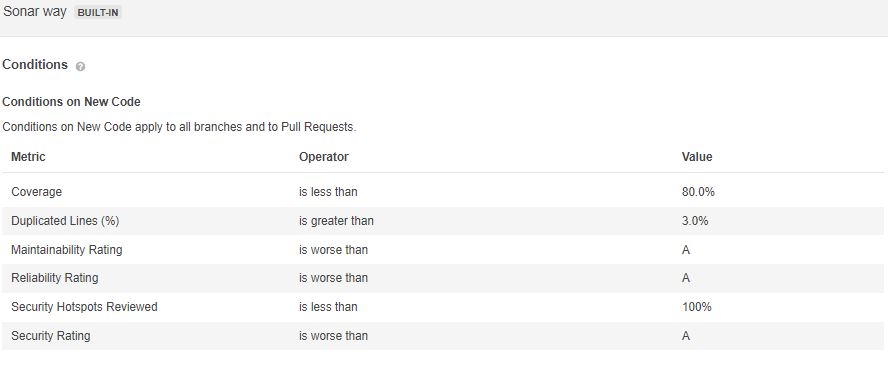 Sonar way BUILT-IN
Conditions ?
Conditions on New Code
Conditions on New Code apply to all branches and to Pull Requests.
Metric Operator Value
Coverage is less than 80.0%
Duplicated Lines (%) is greater than 3.0%
Maintainability Rating is worse than A
Reliability Rating is worse than A
Security Hotspots Reviewed is less than 100%
Security Rating is worse than A